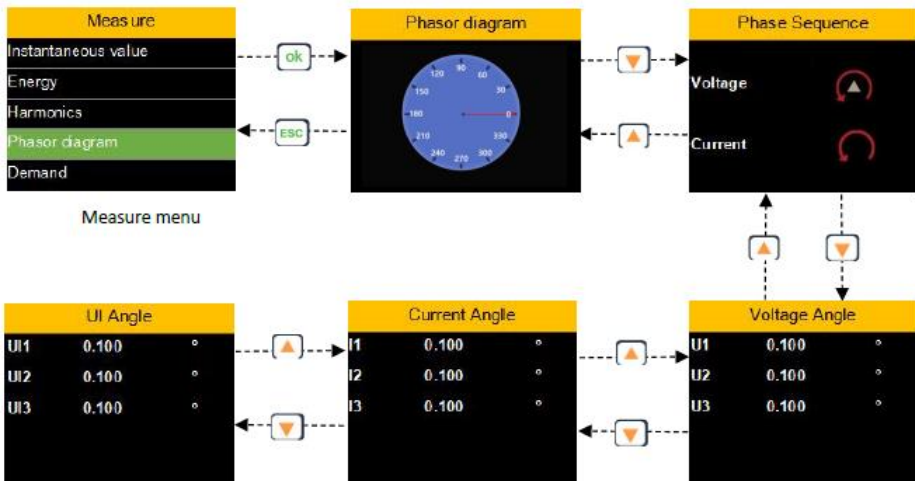 Measure
Instantaneous value
Energy
Harmonics
Phasor diagram
Demand
Measure menu
ok
ESC
Phasor diagram
90
120
60
150
30
180
0
210
330
240
300
270
Phase Sequence
Voltage
Current
UI Angle
UI1 0.100 °
UI2 0.100 °
UI3 0.100 °
Current Anglle
I1 0.100 °
I2 0.100 °
I3 0.100 °
Voltage Angle
U1 0.100 °
U2 0.100 °
U3 0.100 °